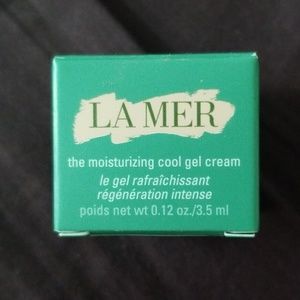 LA MER
the moisturizing cool gel cream
le gel rafraîchissant
régénération intense
poids net wt 0.12 oz./3.5 ml